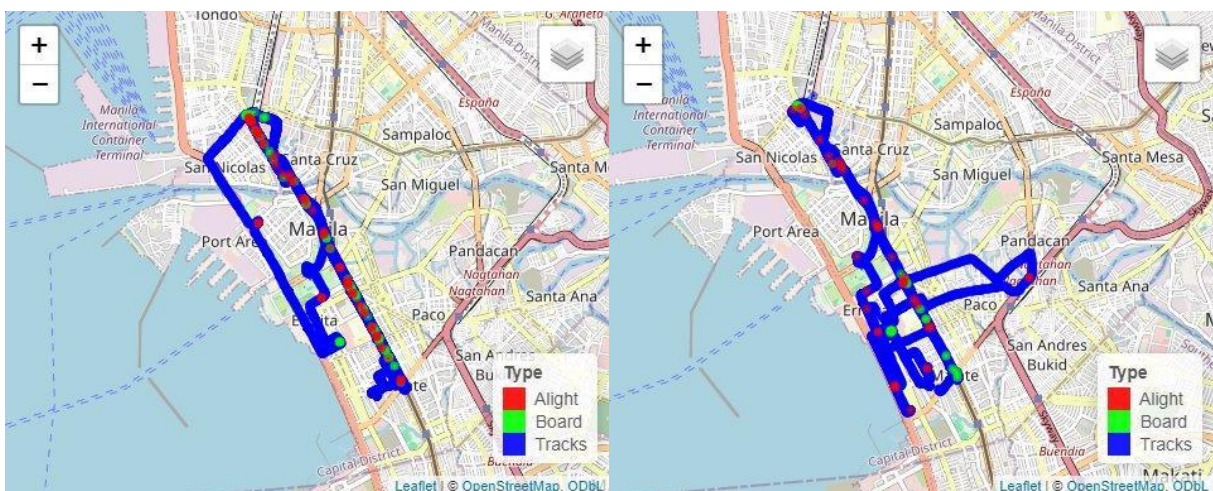 Tondo
G. Araneta
Manila District
+
−
España
Manila
International
Container
Terminal
Sampaloc
San Nicolas
Santa Cruz
San Miguel
Santa M
Port Area
Manila
Pandacan
Nagtahan
Nagtahan
Santa Ana
Paco
San Andres
Type
Alight
Board
Tracks
Capital District
Leaflet | © OpenStreetMap, ODbL
+
−
Manila District
España
Manila
International
Container
Terminal
Sampaloc
San Nicolas
Santa Cruz
Santa Mesa
San Miguel
Skyway
Port Area
Manila
Pandacan
Nagtahan
Nagtahan
Santa Ana
Paco
San Andres
Bukid
Type
Alight
Board
Tracks
Capital District
Buendia
Makati
Leaflet | © OpenStreetMap, ODbL